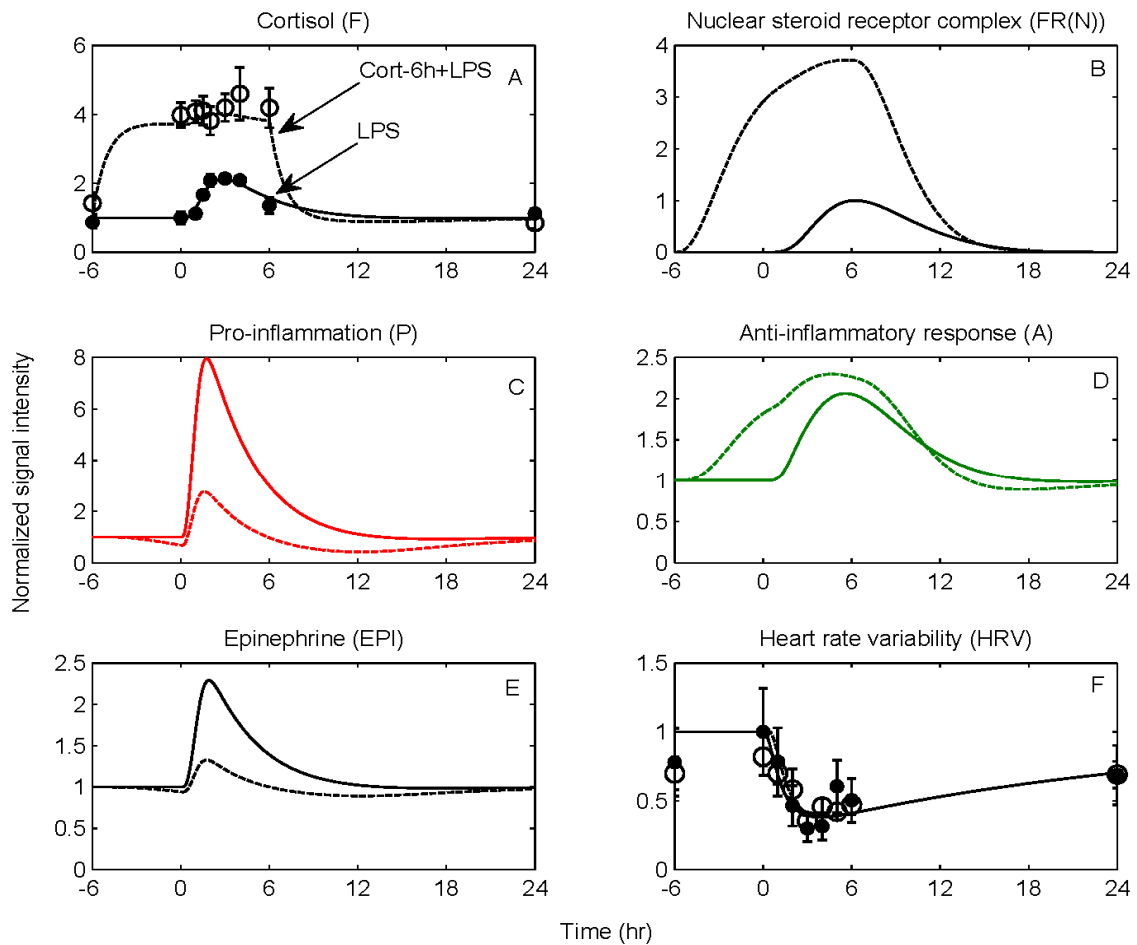 Cortisol (F)
6
4
2
0
-6 0 6 12 18 24
A
Cort-6h+LPS
LPS
Nuclear steroid receptor complex (FR(N))
4
3
2
1
0
-6 0 6 12 18 24
B
Pro-inflammation (P)
8
6
4
2
0
-6 0 6 12 18 24
C
Anti-inflammatory response (A)
2.5
2
1.5
1
0.5
0
-6 0 6 12 18 24
D
Normalized signal intensity
Epinephrine (EPI)
2.5
2
1.5
1
0.5
0
-6 0 6 12 18 24
E
Heart rate variability (HRV)
1.5
1
0.5
0
-6 0 6 12 18 24
F
Time (hr)